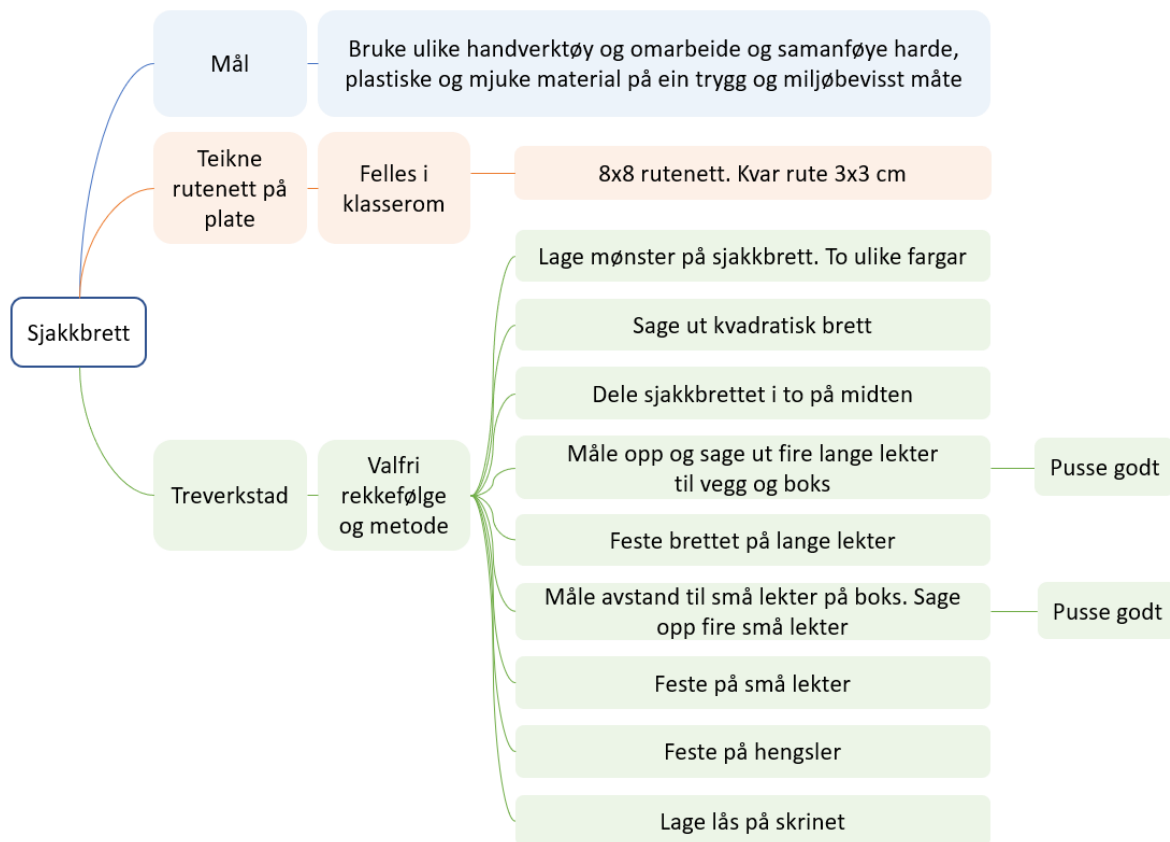 Sjakkbrett
Mål
Bruke ulike handverktøy og omarbeide og samanføye harde,
plastiske og mjuke material på ein trygg og miljøbevisst måte
Teikne
rutenett på
plate
Felles i
klasserom
8x8 rutenett. Kvar rute 3x3 cm
Treverkstad
Valfri
rekkefølge
og metode
Lage mønster på sjakkbrett. To ulike fargar
Sage ut kvadratisk brett
Dele sjakkbrettet i to på midten
Måle opp og sage ut fire lange lekter
til vegg og boks
Pusse godt
Feste brettet på lange lekter
Måle avstand til små lekter på boks. Sage
opp fire små lekter
Pusse godt
Feste på små lekter
Feste på hengsler
Lage lås på skrinet